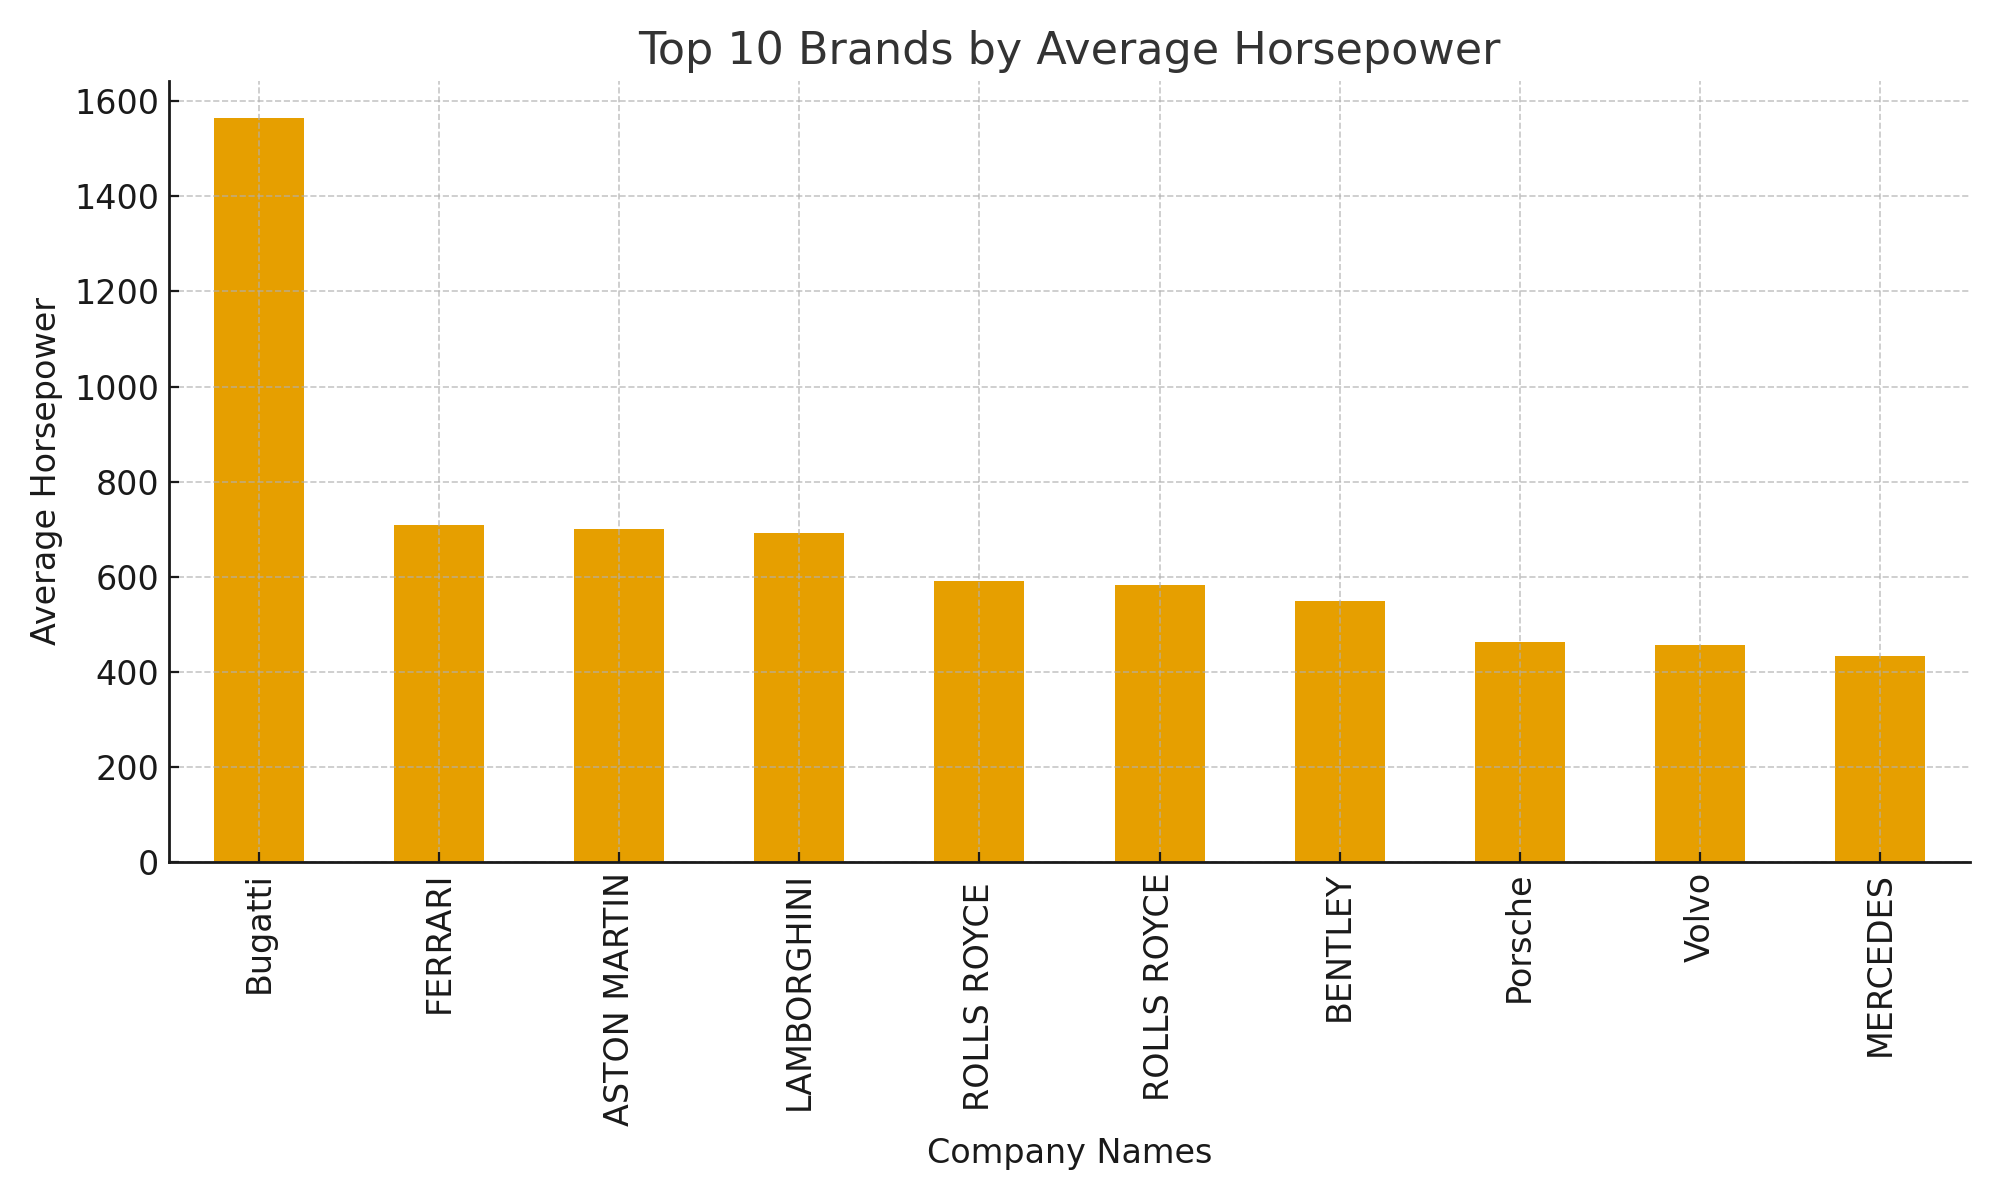 Top 10 Brands by Average Horsepower
Average Horsepower
1600
1400
1200
1000
800
600
400
200
0
Bugatti
FERRARI
ASTON MARTIN
LAMBORGHINI
ROLLS ROYCE
ROLLS ROYCE
BENTLEY
Porsche
Volvo
MERCEDES
Company Names